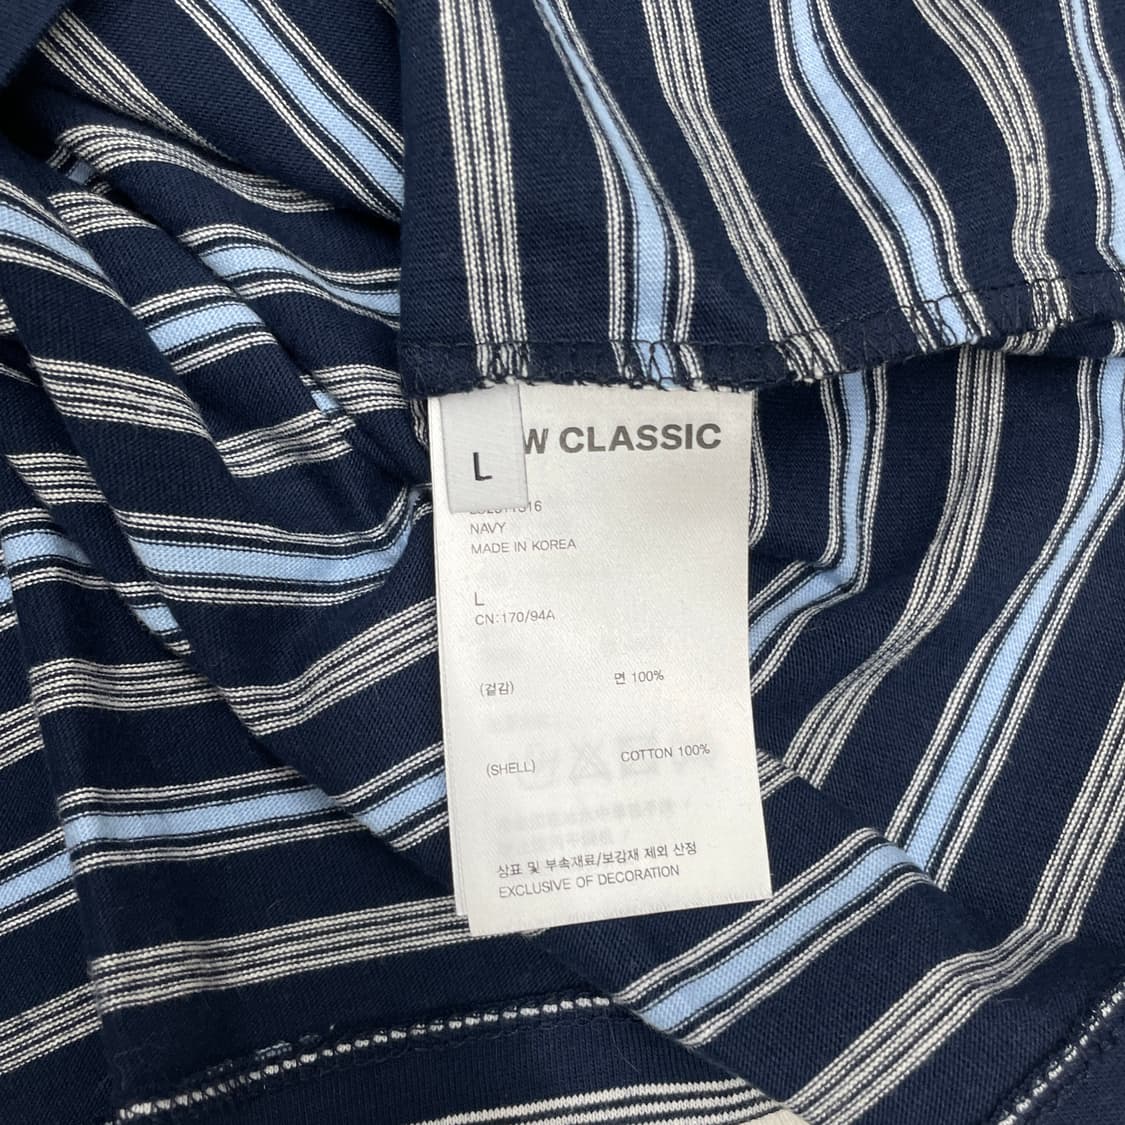 L
W CLASSIC
NAVY
MADE IN KOREA
L
CN:170/94A
(겉감) 면 100%
(SHELL) COTTON 100%
상표 및 부속재료/보강재 제외 산정
EXCLUSIVE OF DECORATION